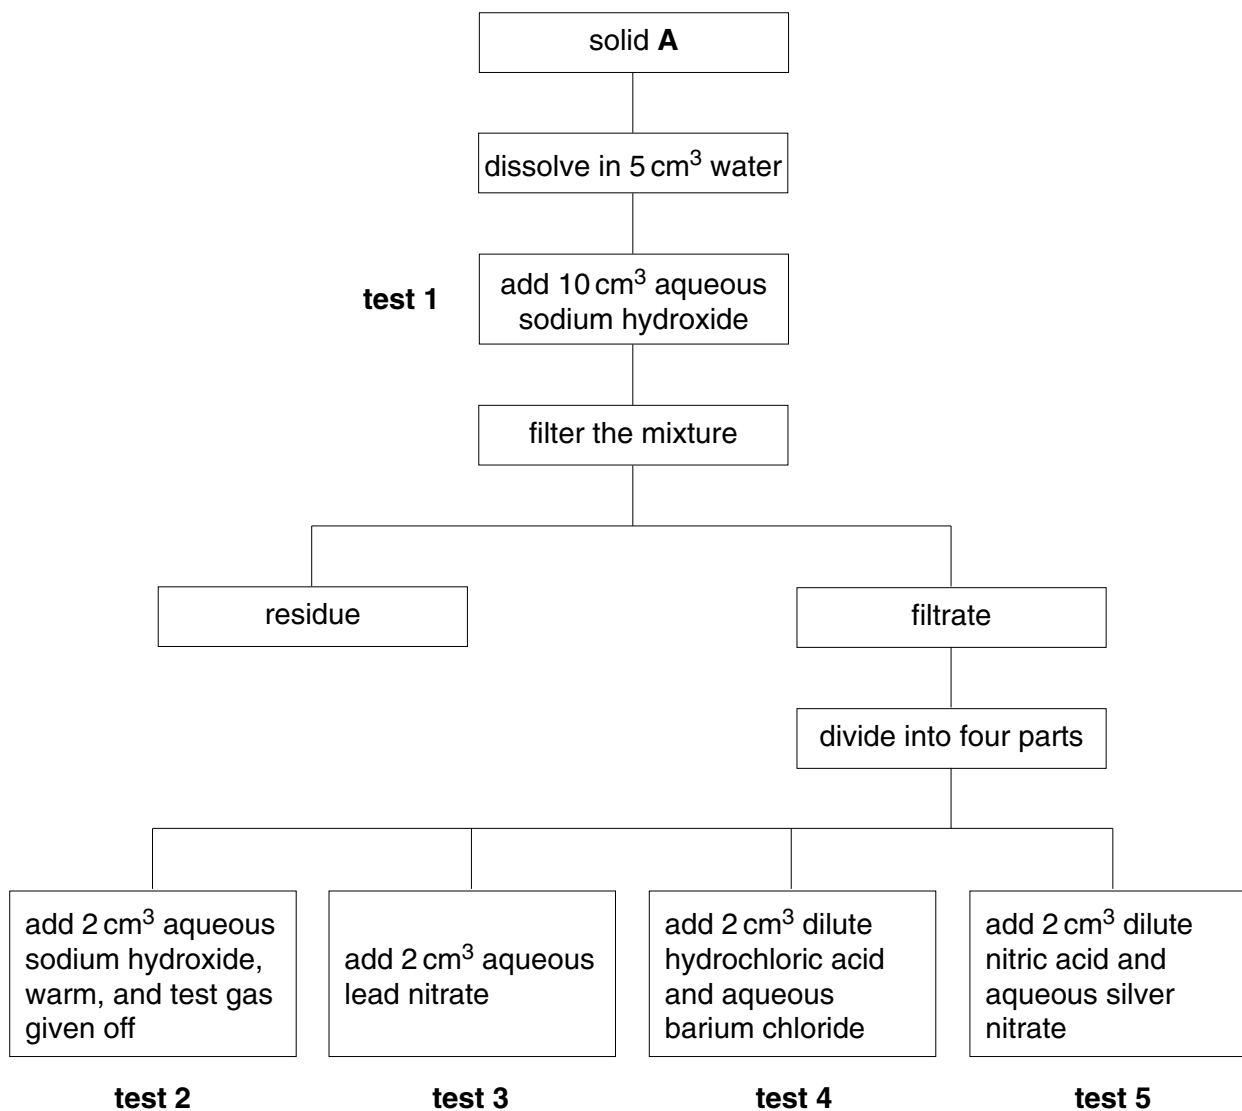 solid A
dissolve in 5 cm³ water
test 1
add 10 cm³ aqueous
sodium hydroxide
filter the mixture
residue
filtrate
divide into four parts
add 2 cm³ aqueous
sodium hydroxide,
warm, and test gas
given off
add 2 cm³ aqueous
lead nitrate
add 2 cm³ dilute
hydrochloric acid
and aqueous
barium chloride
add 2 cm³ dilute
nitric acid and
aqueous silver
nitrate
test 2
test 3
test 4
test 5